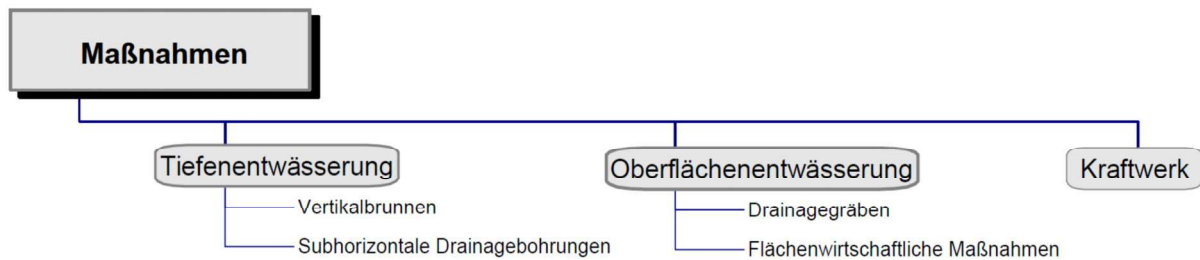 Maßnahmen
Tiefenentwässerung
Vertikalbrunnen
Subhorizontale Drainagebohrungen
Oberflächenentwässerung
Drainagegräben
Flächenwirtschaftliche Maßnahmen
Kraftwerk